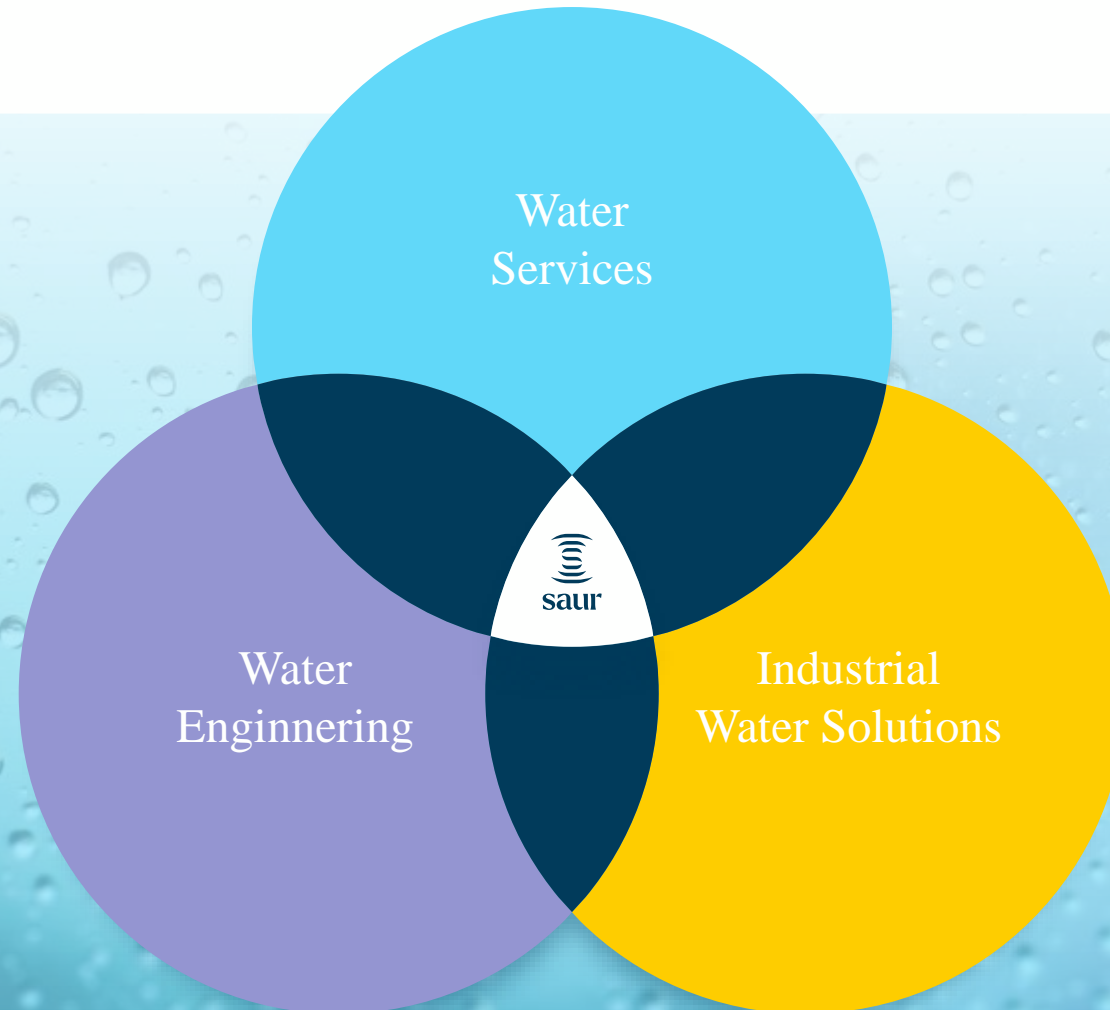 Water
Services
saur
Water
Enginnering
Industrial
Water Solutions